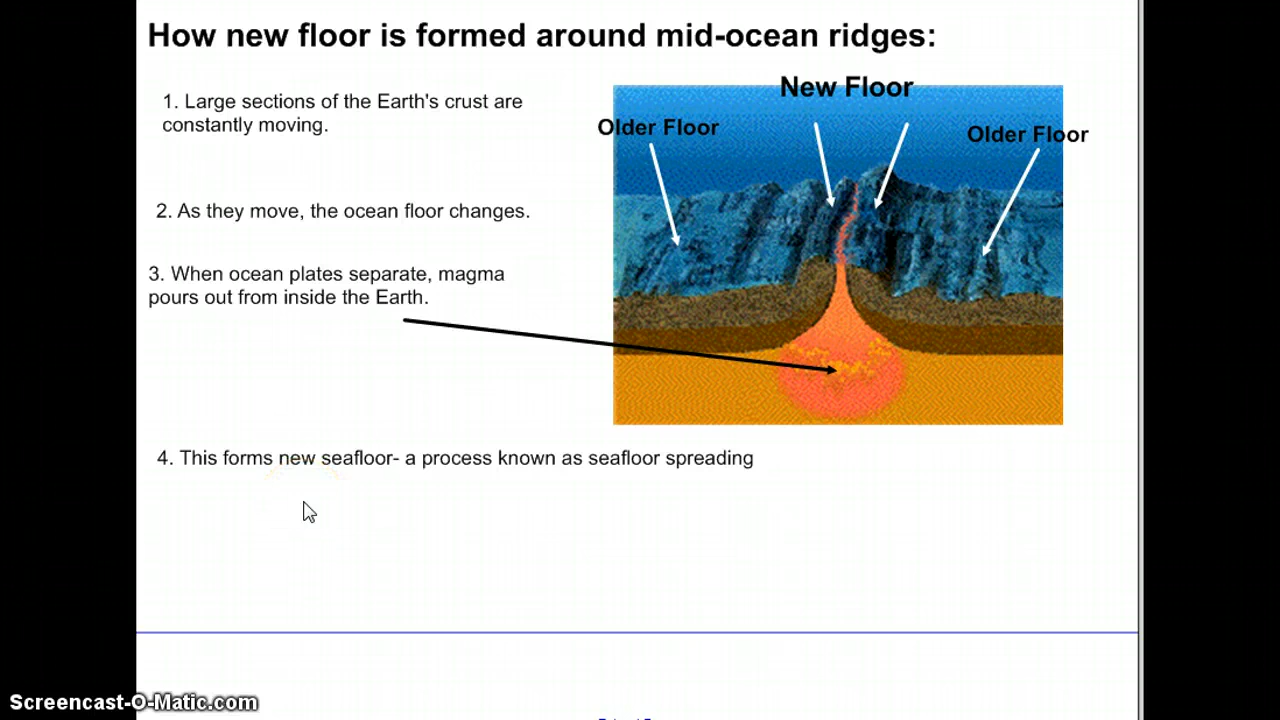 How new floor is formed around mid-ocean ridges:
1. Large sections of the Earth's crust are
constantly moving.
2. As they move, the ocean floor changes.
3. When ocean plates separate, magma
pours out from inside the Earth.
New Floor
Older Floor
Older Floor
4. This forms new seafloor- a process known as seafloor spreading
Screencast-O-Matic.com